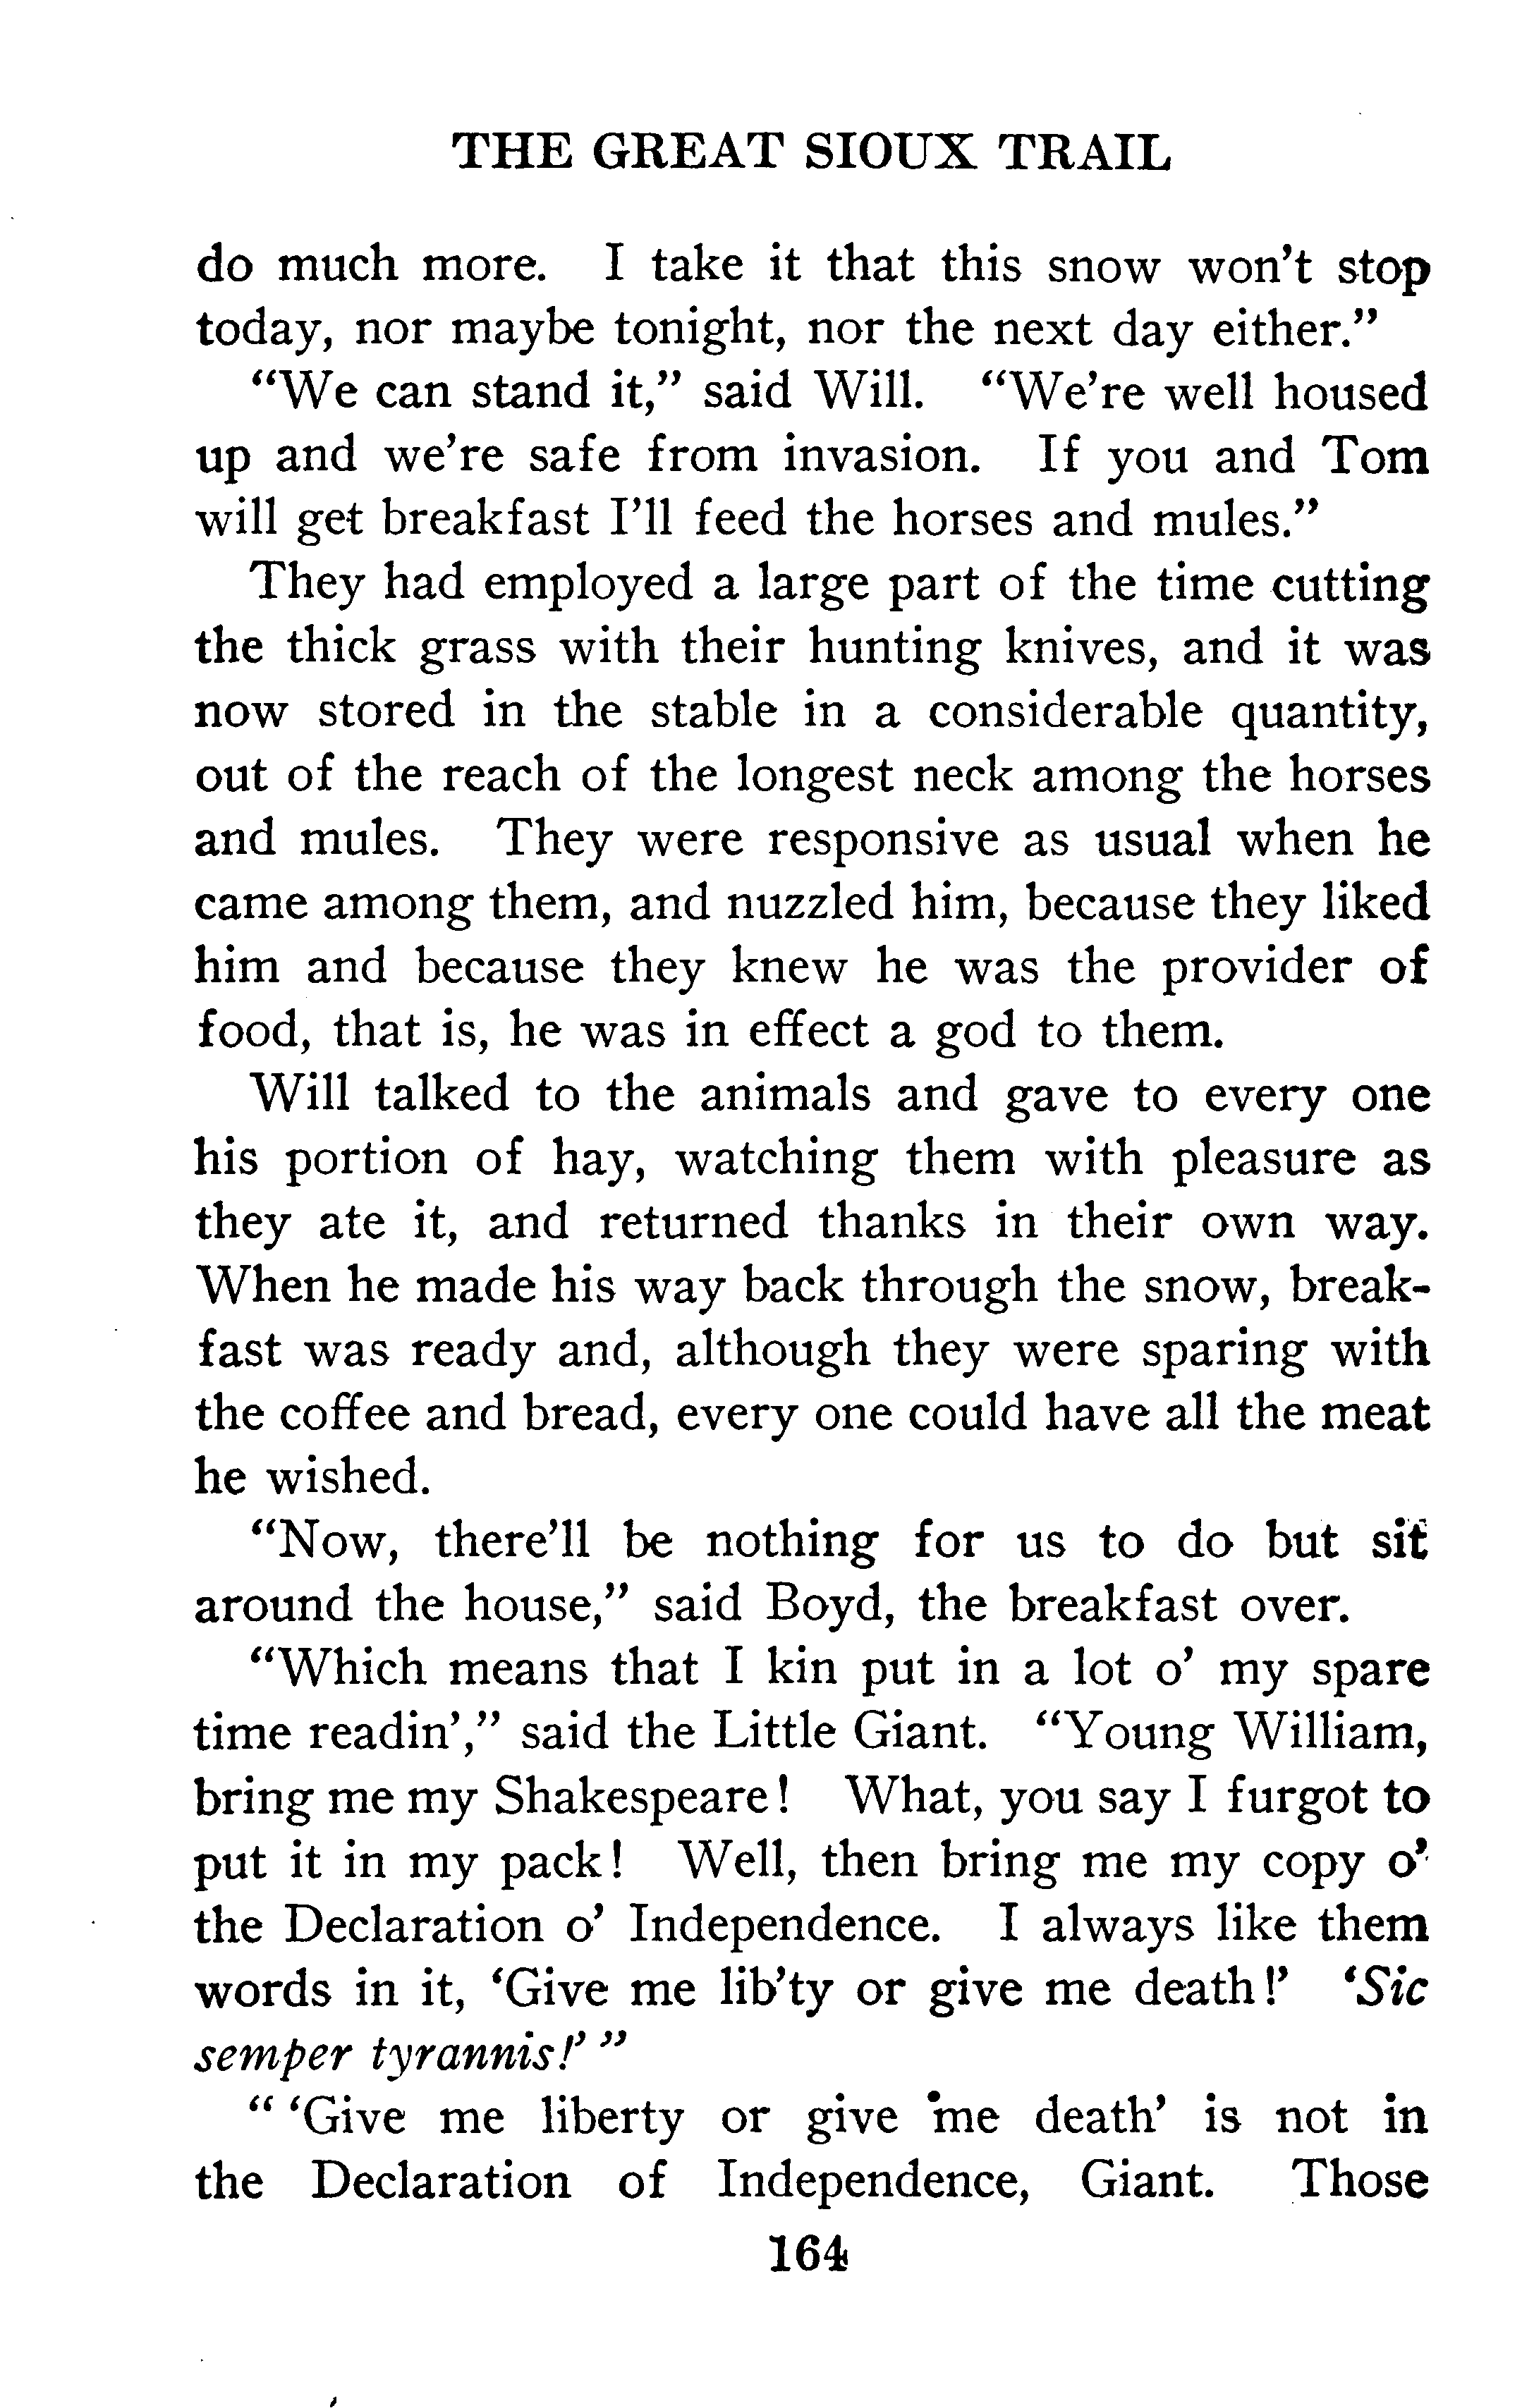 THE GREAT SIOUX TRAIL
do much more. I take it that this snow won't stop
today, nor maybe tonight, nor the next day either."
"We can stand it," said Will. "We're well housed
up and we're safe from invasion. If you and Tom
will get breakfast I'll feed the horses and mules."
They had employed a large part of the time cutting
the thick grass with their hunting knives, and it was
now stored in the stable in a considerable quantity,
out of the reach of the longest neck among the horses
and mules. They were responsive as usual when he
came among them, and nuzzled him, because they liked
him and because they knew he was the provider of
food, that is, he was in effect a god to them.
Will talked to the animals and gave to every one
his portion of hay, watching them with pleasure as
they ate it, and returned thanks in their own way.
When he made his way back through the snow, break-
fast was ready and, although they were sparing with
the coffee and bread, every one could have all the meat
he wished.
"Now, there'll be nothing for us to do but sit
around the house," said Boyd, the breakfast over.
"Which means that I kin put in a lot o' my spare
time readin'," said the Little Giant. "Young William,
bring me my Shakespeare! What, you say I furgot to
put it in my pack! Well, then bring me my copy o'
the Declaration o' Independence. I always like them
words in it, 'Give me lib'ty or give me death!' 'Sic
semper tyrannis!' "
" 'Give me liberty or give me death' is not in
the Declaration of Independence, Giant. Those
164